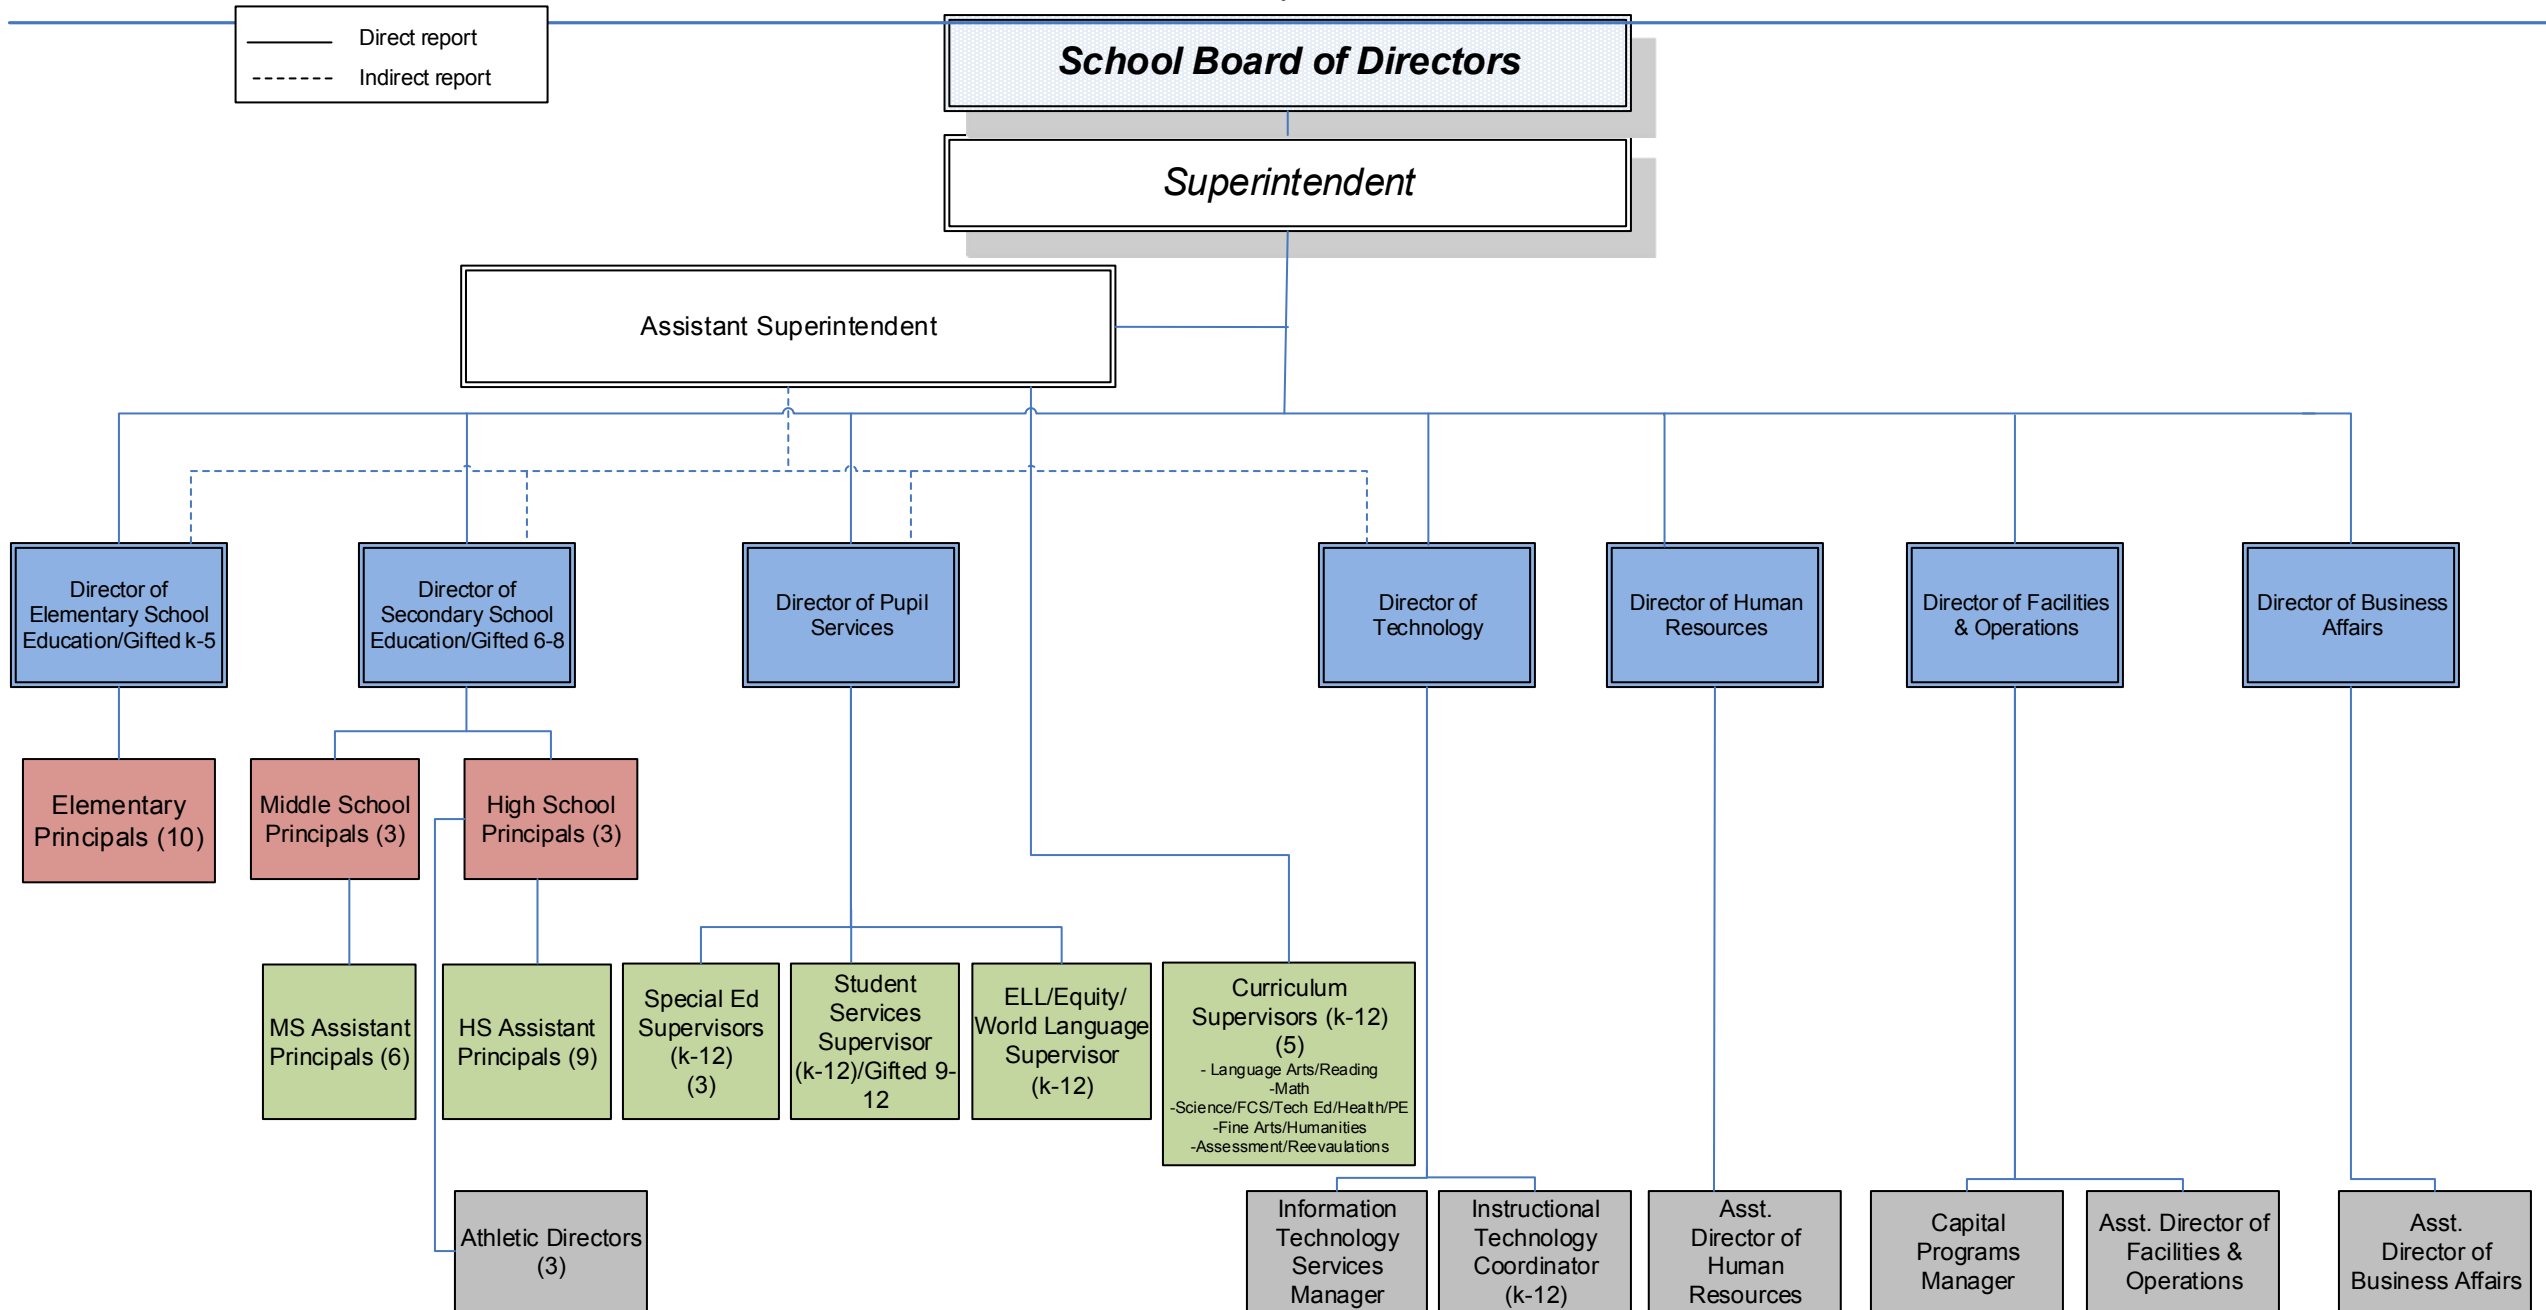 Direct report
Indirect report
School Board of Directors
Superintendent
Assistant Superintendent
Director of
Elementary School
Education/Gifted k-5
Director of
Secondary School
Education/Gifted 6-8
Director of Pupil
Services
Director of
Technology
Director of Human
Resources
Director of Facilities
& Operations
Director of Business
Affairs
Elementary
Principals (10)
Middle School
Principals (3)
High School
Principals (3)
MS Assistant
Principals (6)
HS Assistant
Principals (9)
Special Ed
Supervisors
(k-12)
(3)
Student
Services
Supervisor
(k-12)/Gifted 9-
12
ELL/Equity/
World Language
Supervisor
(k-12)
Curriculum
Supervisors (k-12)
(5)
- Language Arts/Reading
-Math
-Science/FCS/Tech Ed/Health/PE
-Fine Arts/Humanities
-Assessment/Reevaulations
Athletic Directors
(3)
Information
Technology
Services
Manager
Instructional
Technology
Coordinator
(k-12)
Asst.
Director of
Human
Resources
Capital
Programs
Manager
Asst. Director of
Facilities &
Operations
Asst.
Director of
Business Affairs